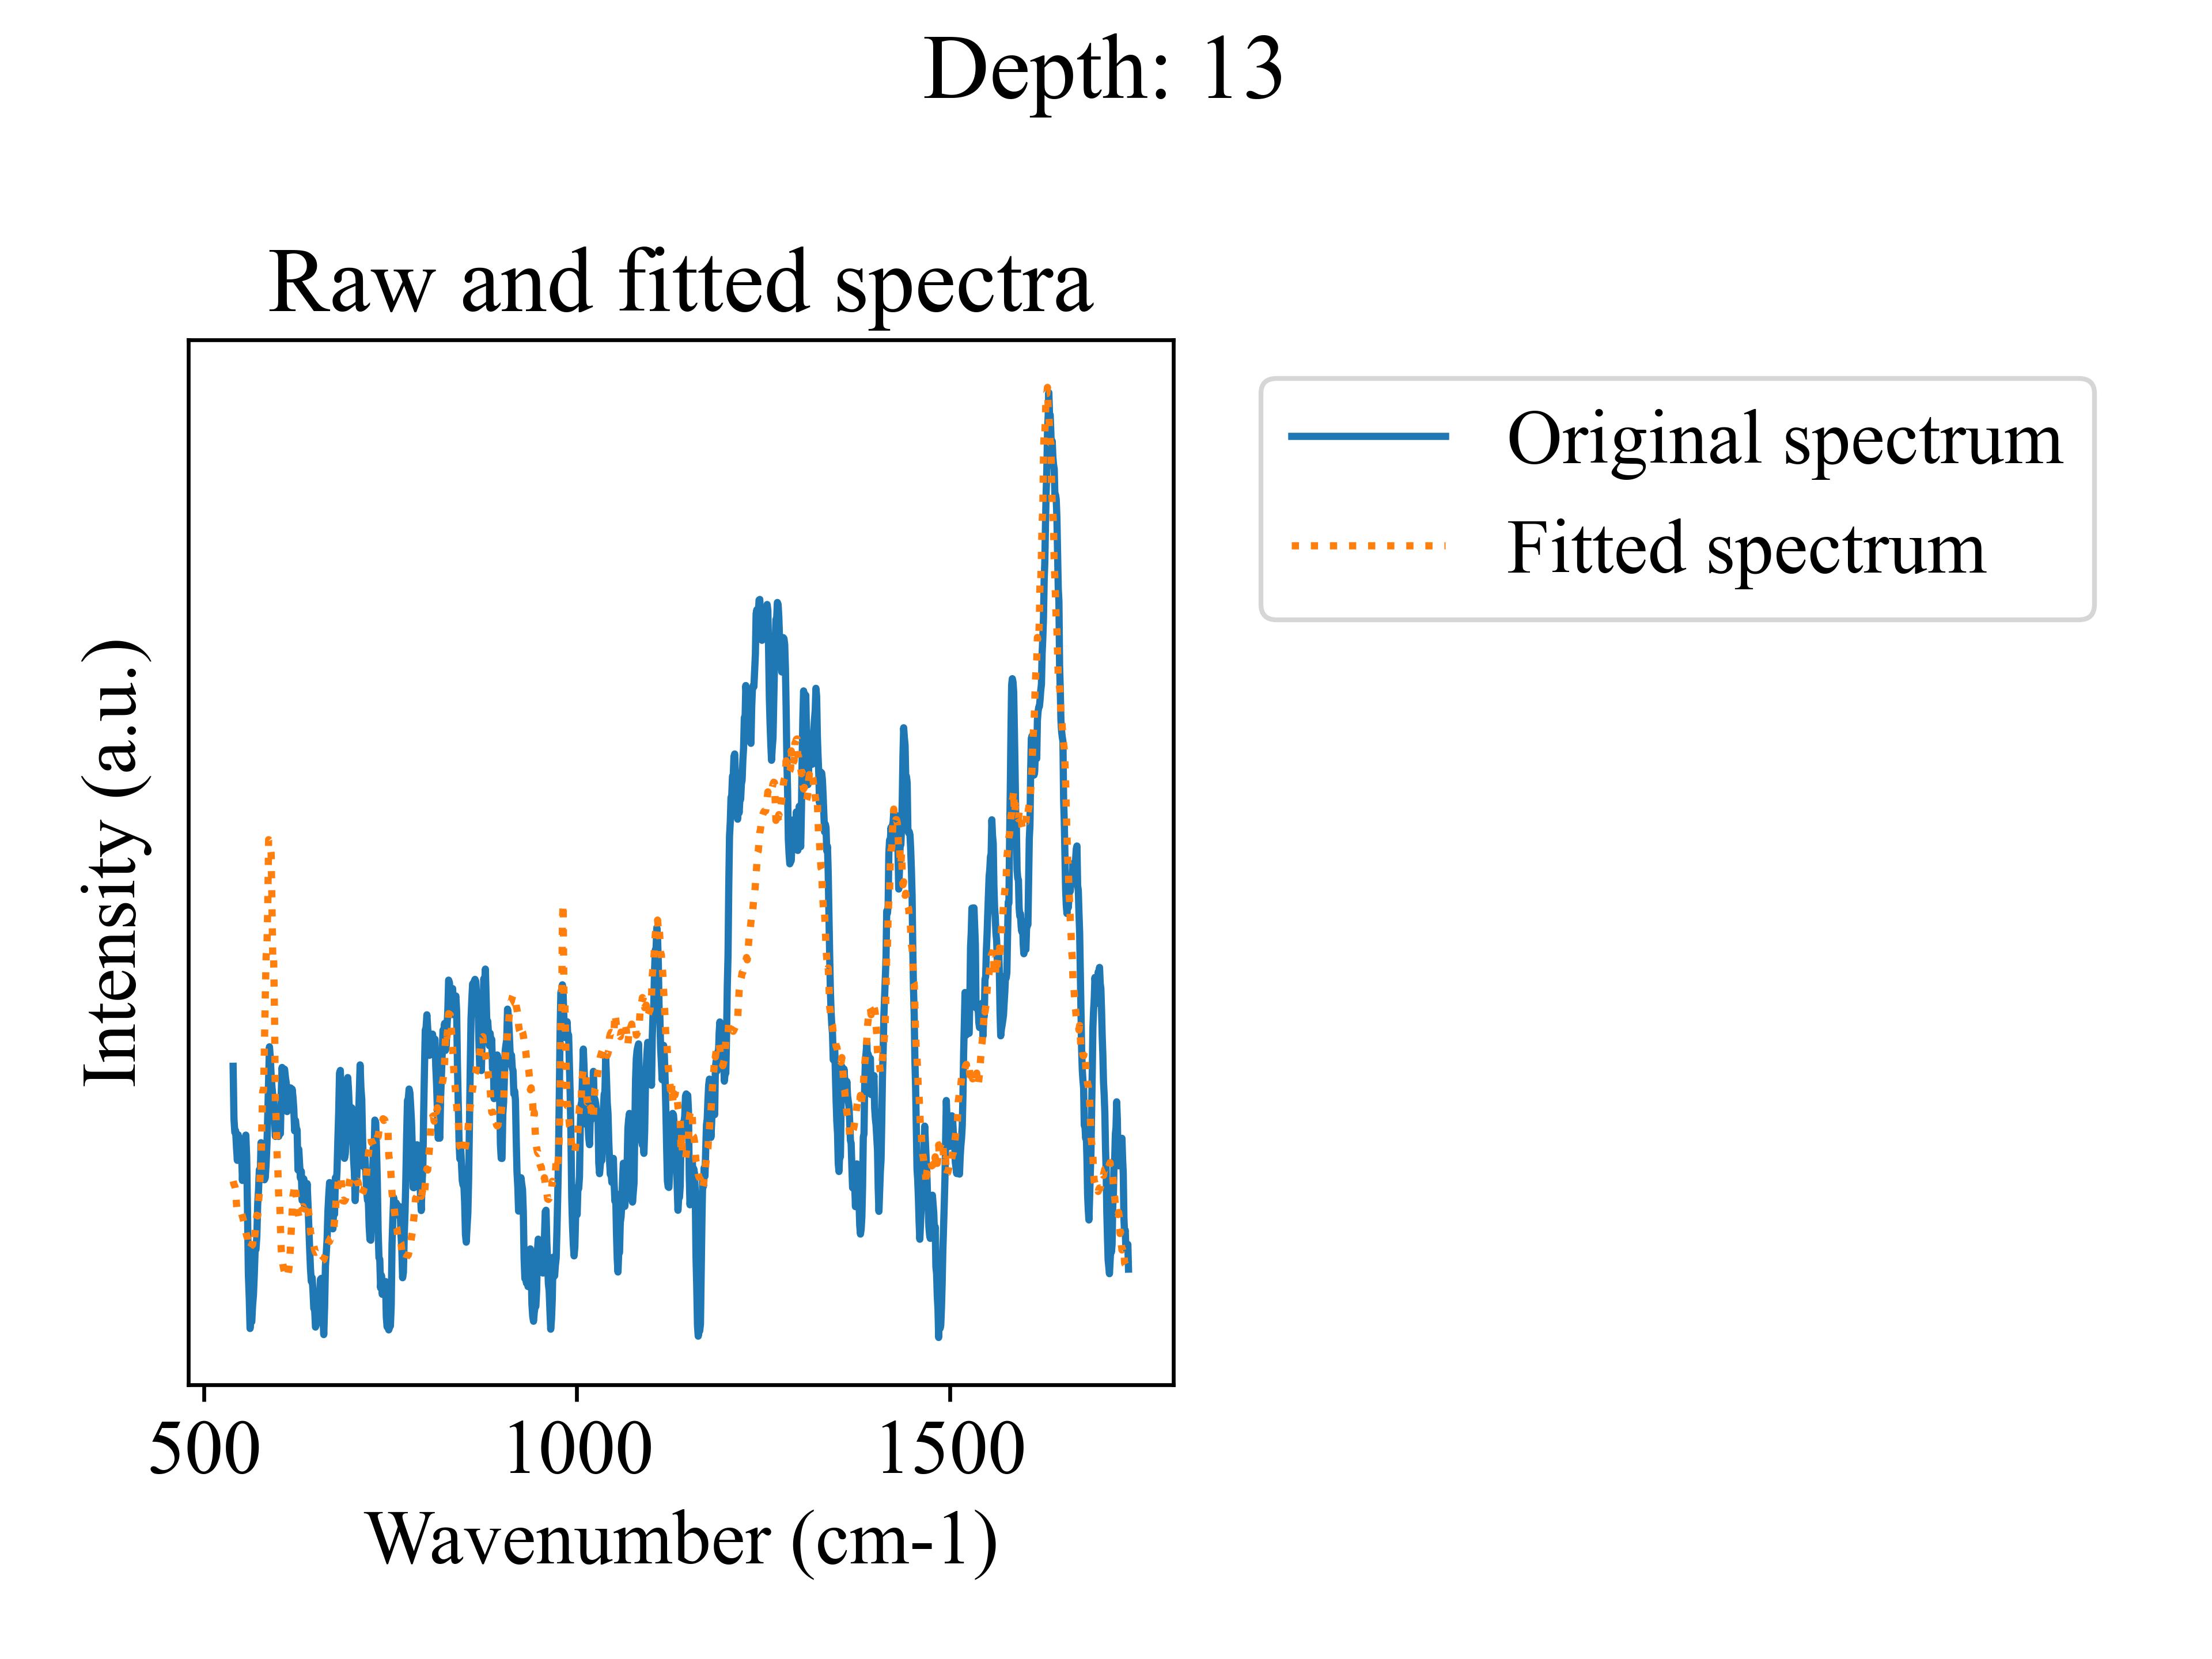 Depth: 13
Raw and fitted spectra
Original spectrum
Fitted spectrum
Intensity (a.u.)
500 1000 1500
Wavenumber (cm-1)